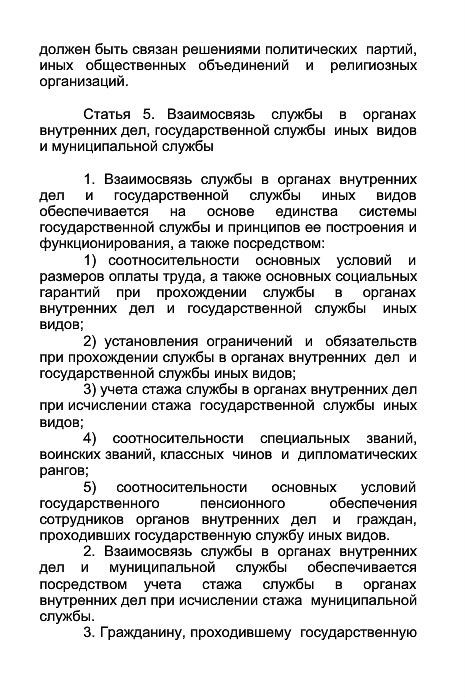 должен быть связан решениями политических партий,
иных общественных объединений и религиозных
организаций.
Статья 5. Взаимосвязь службы в органах
внутренних дел, государственной службы иных видов
и муниципальной службы
1. Взаимосвязь службы в органах внутренних
дел и государственной службы иных видов
обеспечивается на основе единства системы
государственной службы и принципов ее построения и
функционирования, а также посредством:
1) соотносительности основных условий и
размеров оплаты труда, а также основных социальных
гарантий при прохождении службы в органах
внутренних дел и государственной службы иных
видов;
2) установления ограничений и обязательств
при прохождении службы в органах внутренних дел и
государственной службы иных видов;
3) учета стажа службы в органах внутренних дел
при исчислении стажа государственной службы иных
видов;
4) соотносительности специальных званий,
воинских званий, классных чинов и дипломатических
рангов;
5) соотносительности основных условий
государственного пенсионного обеспечения
сотрудников органов внутренних дел и граждан,
проходивших государственную службу иных видов.
2. Взаимосвязь службы в органах внутренних
дел и муниципальной службы обеспечивается
посредством учета стажа службы в органах
внутренних дел при исчислении стажа муниципальной
службы.
3. Гражданину, проходившему государственную